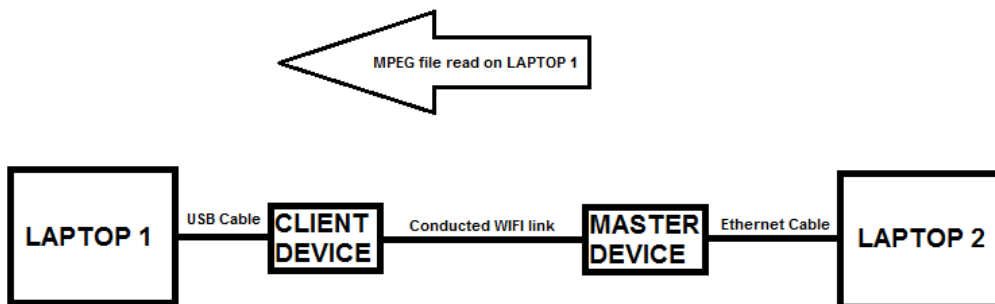 MPEG file read on LAPTOP 1
LAPTOP 1
USB Cable
CLIENT
DEVICE
Conducted WIFI link
MASTER
DEVICE
Ethernet Cable
LAPTOP 2